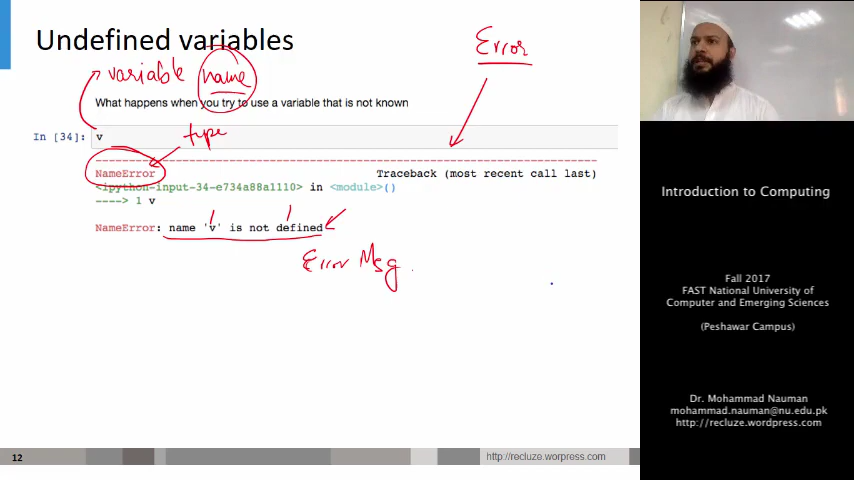 Undefined variables
Error
variable name
What happens when you try to use a variable that is not known
type
In [34]: v
NameError Traceback (most recent call last)
<ipython-input-34-e734a88a1110> in <module>()
----> 1 v
NameError: name 'v' is not defined
Error Msg
12
http://recluze.worpress.com
Introduction to Computing
Fall 2017
FAST National University of
Computer and Emerging Sciences
(Peshawar Campus)
Dr. Mohammad Nauman
mohammad.nauman@nu.edu.pk
http://recluze.worpress.com